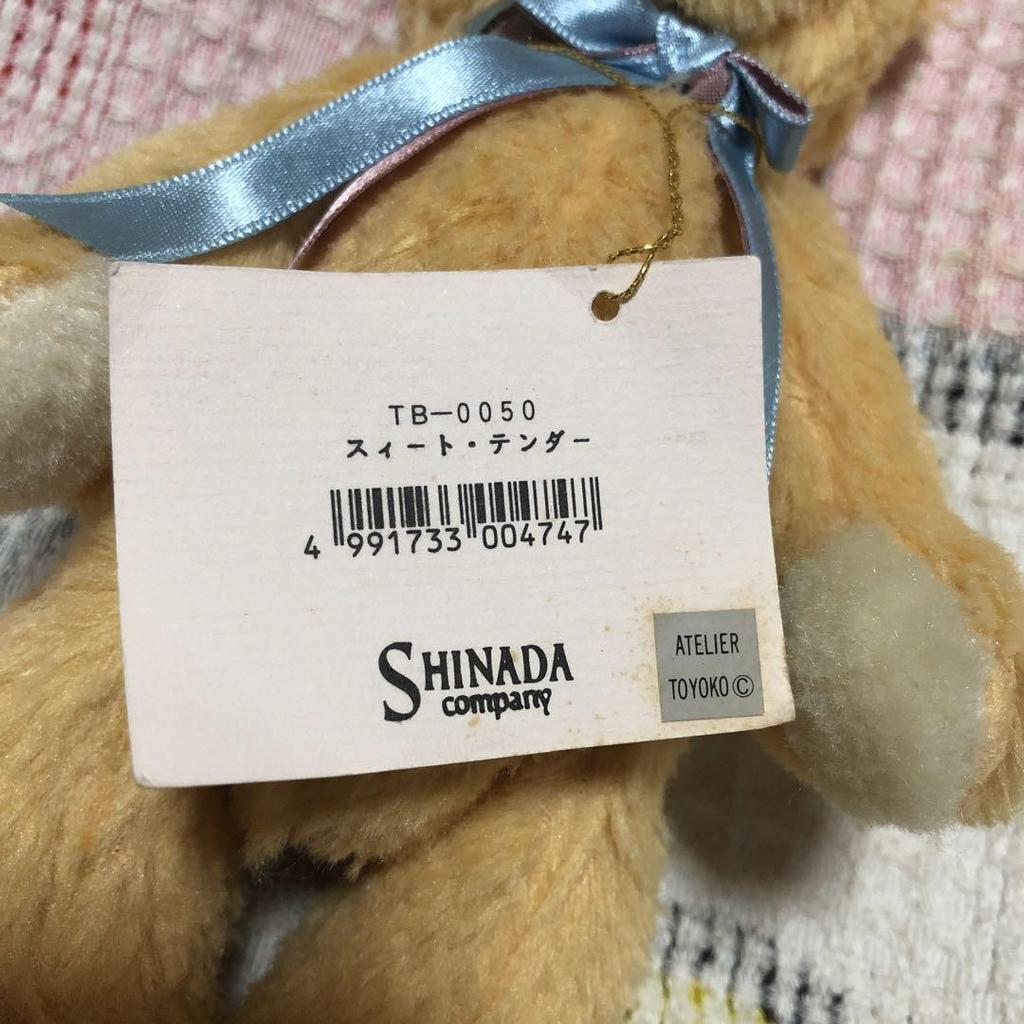 TB-0050
スィート・テンダー
4 991733 004747
SHINADA
company
ATELIER
TOYOKO©